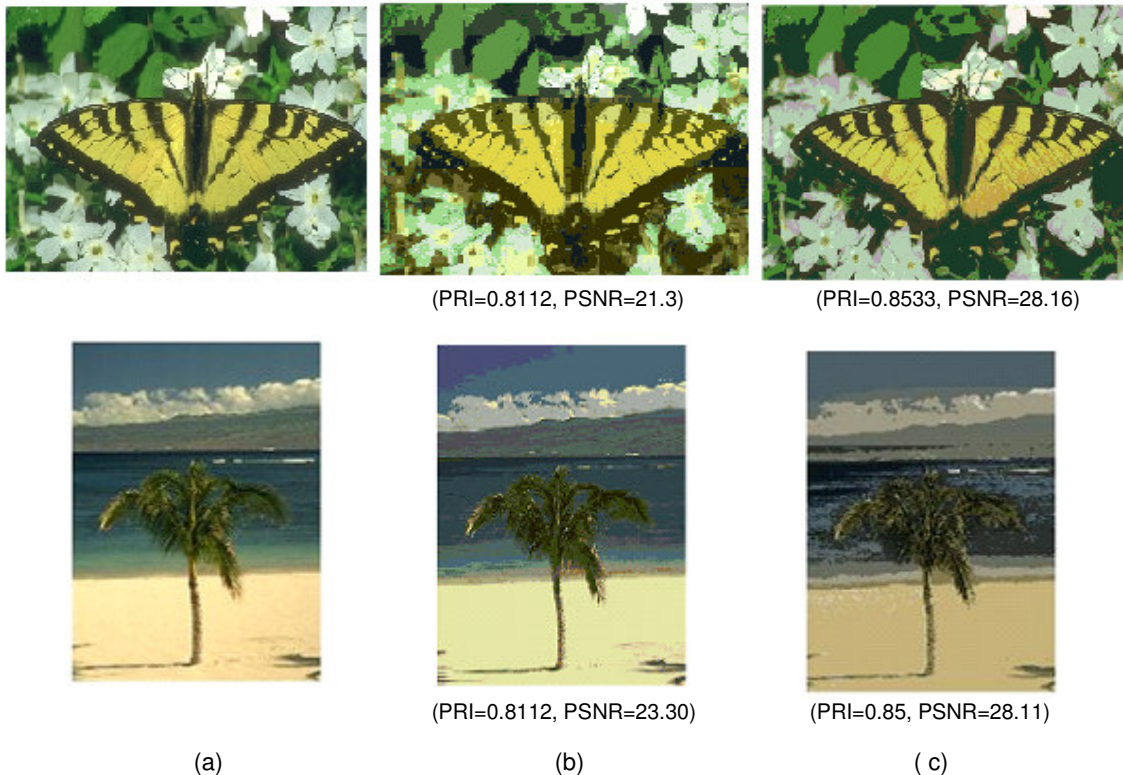 (PRI=0.8112, PSNR=21.3) (PRI=0.8533, PSNR=28.16)
(PRI=0.8112, PSNR=23.30) (PRI=0.85, PSNR=28.11)
(a) (b) ( c)